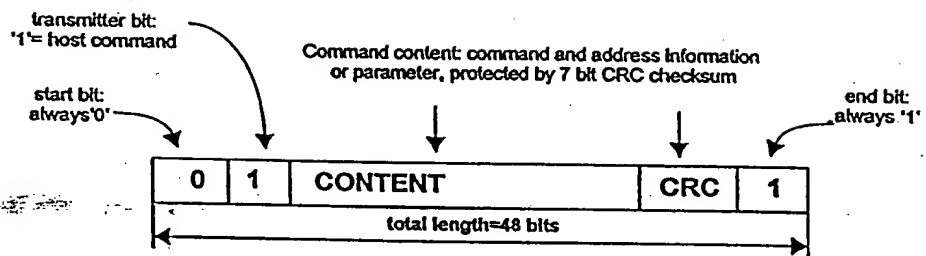 transmitter bit:
'1'= host command
Command content: command and address information
or parameter, protected by 7 bit CRC checksum
start bit:
always'0'
end bit:
always '1'
0 1 CONTENT CRC 1
total length=48 bits